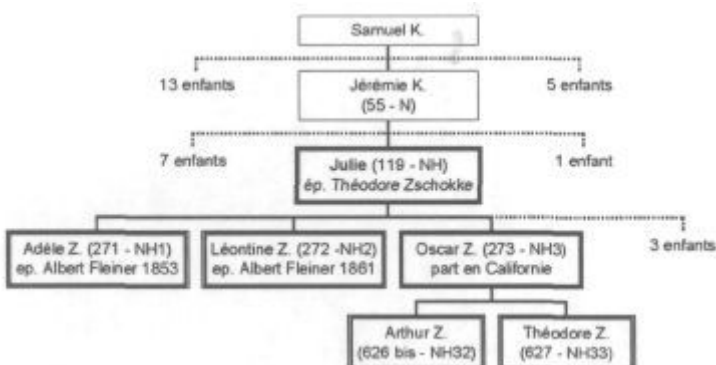 Samuel K.
13 enfants
5 enfants
Jérémie K.
(55 - N)
7 enfants
1 enfant
Julie (119 - NH)
ép. Théodore Zschokke
3 enfants
Adèle Z. (271 - NH1)
ep. Albert Fleiner 1853
Léontine Z. (272 -NH2)
ep. Albert Fleiner 1861
Oscar Z. (273 - NH3)
part en Californie
Arthur Z.
(626 bis - NH32)
Théodore Z.
(627 - NH33)